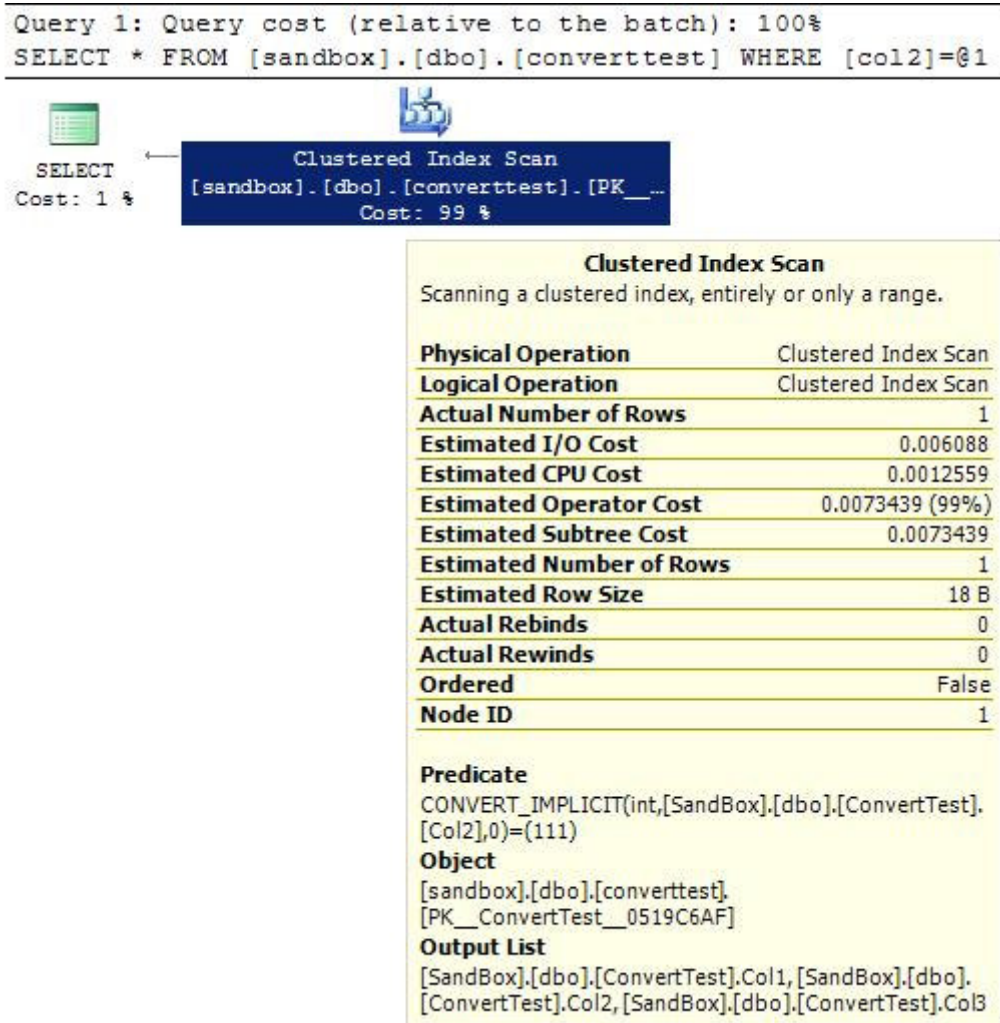 Query 1: Query cost (relative to the batch): 100%
SELECT * FROM [sandbox].[dbo].[converttest] WHERE [col2]=@1
SELECT
Cost: 1 %
Clustered Index Scan
[sandbox].[dbo].[converttest].[PK__…
Cost: 99 %
Clustered Index Scan
Scanning a clustered index, entirely or only a range.
Physical Operation Clustered Index Scan
Logical Operation Clustered Index Scan
Actual Number of Rows 1
Estimated I/O Cost 0.006088
Estimated CPU Cost 0.0012559
Estimated Operator Cost 0.0073439 (99%)
Estimated Subtree Cost 0.0073439
Estimated Number of Rows 1
Estimated Row Size 18 B
Actual Rebinds 0
Actual Rewinds 0
Ordered False
Node ID 1
Predicate
CONVERT_IMPLICIT(int,[SandBox].[dbo].[ConvertTest].
[Col2],0)=(111)
Object
[sandbox].[dbo].[converttest].
[PK__ConvertTest__0519C6AF]
Output List
[SandBox].[dbo].[ConvertTest].Col1, [SandBox].[dbo].
[ConvertTest].Col2, [SandBox].[dbo].[ConvertTest].Col3